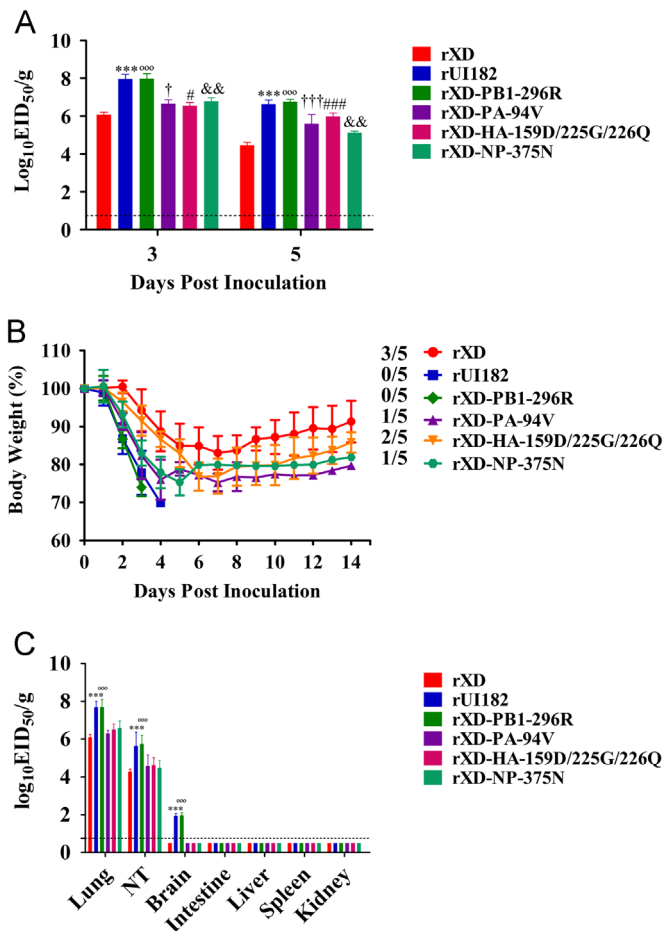 A
Log10EID50/g
10
8
6
4
2
0
*** ººº † # &&
*** ººº ††† ### &&
3 5
Days Post Inoculation
rXD
rUI182
rXD-PB1-296R
rXD-PA-94V
rXD-HA-159D/225G/226Q
rXD-NP-375N
B
Body Weight (%)
110
100
90
80
70
60
0 2 4 6 8 10 12 14
Days Post Inoculation
3/5 rXD
0/5 rUI182
0/5 rXD-PB1-296R
1/5 rXD-PA-94V
2/5 rXD-HA-159D/225G/226Q
1/5 rXD-NP-375N
C
log10EID50/g
10
8
6
4
2
0
*** ººº
*** ººº
*** ººº
Lung NT Brain Intestine Liver Spleen Kidney
rXD
rUI182
rXD-PB1-296R
rXD-PA-94V
rXD-HA-159D/225G/226Q
rXD-NP-375N